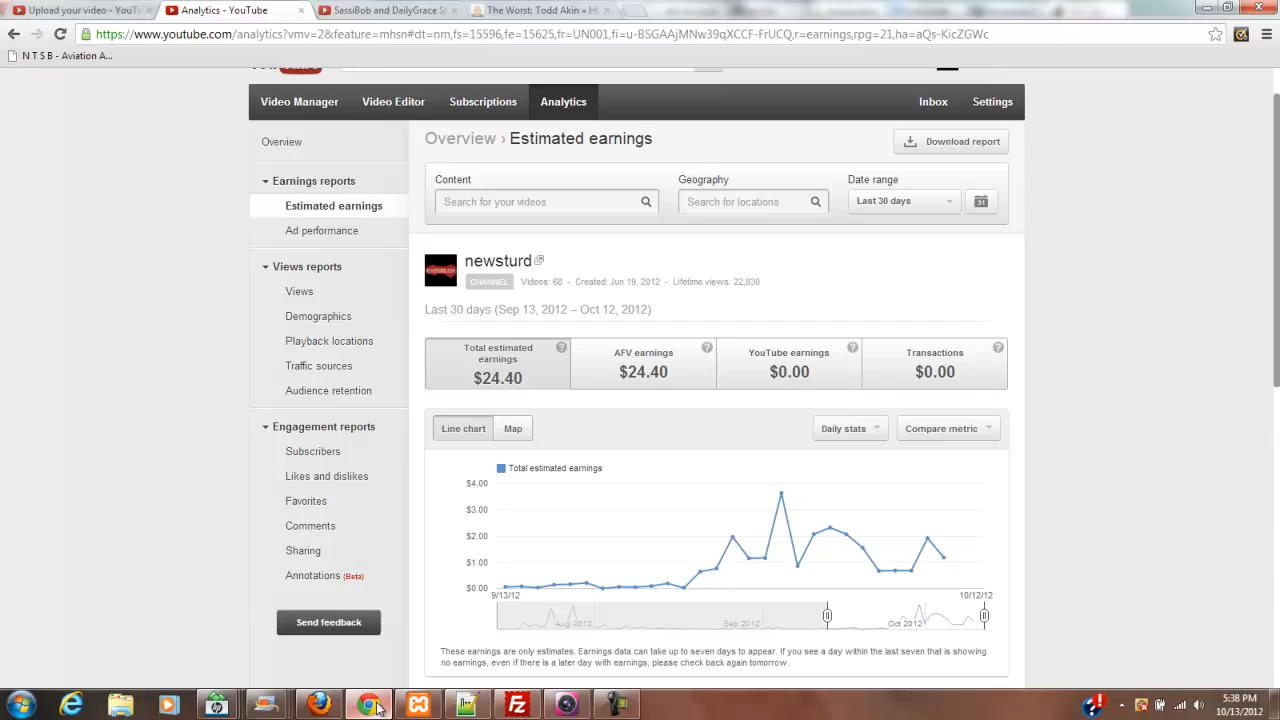 Upload your video - YouT
Analytics - YouTube
SassiBob and DailyGrace S
The Worst: Todd Akin » H
https://www.youtube.com/analytics?vmv=2&feature=mhsn#dt=nm,fs=15596,fe=15625,fr=UN001,fi=u-BSGAAjMNw39qXCCF-FrUCQ,r=earnings,rpg=21,ha=aQs-KicZGWc
N T S B - Aviation A...
Video Manager Video Editor Subscriptions Analytics Inbox Settings
Overview
Earnings reports
Estimated earnings
Ad performance
Views reports
Views
Demographics
Playback locations
Traffic sources
Audience retention
Engagement reports
Subscribers
Likes and dislikes
Favorites
Comments
Sharing
Annotations (Beta)
Send feedback
Overview › Estimated earnings
Download report
Content Geography Date range
Search for your videos Search for locations Last 30 days 31
newsturd
CHANNEL Videos: 68 - Created: Jun 19, 2012 - Lifetime views: 22,830
Last 30 days (Sep 13, 2012 – Oct 12, 2012)
Total estimated earnings ? AFV earnings ? YouTube earnings ? Transactions ?
$24.40 $24.40 $0.00 $0.00
Line chart Map Daily stats Compare metric
Total estimated earnings
$4.00
$3.00
$2.00
$1.00
$0.00
9/13/12 10/12/12
Aug 2012 Sep 2012 Oct 2012
These earnings are only estimates. Earnings data can take up to seven days to appear. If you see a day within the last seven that is showing
no earnings, even if there is a later day with earnings, please check back again tomorrow.
5:38 PM
10/13/2012